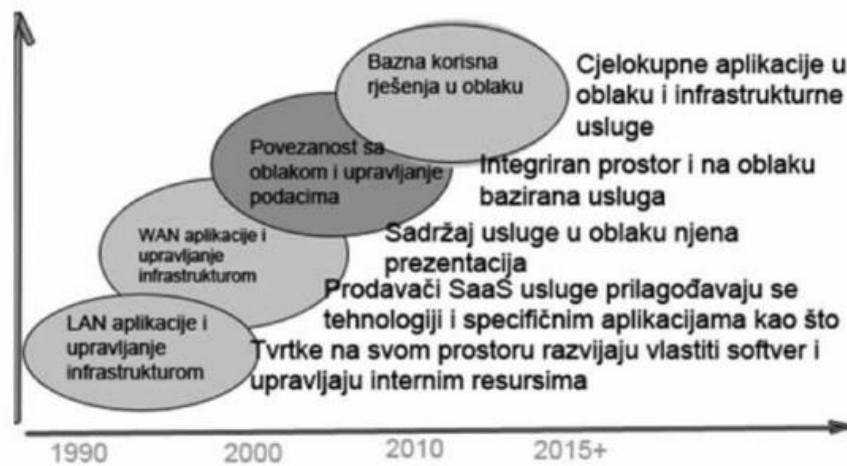 Bazna korisna
rješenja u oblaku
Cjelokupne aplikacije u
oblaku i infrastrukturne
usluge
Povezanost sa
oblakom i upravljanje
podacima
Integriran prostor i na oblaku
bazirana usluga
WAN aplikacije i
upravljanje
infrastrukturom
Sadržaj usluge u oblaku njena
prezentacija
Prodavači SaaS usluge prilagođavaju se
tehnologiji i specifičnim aplikacijama kao što
LAN aplikacije i
upravljanje
infrastrukturom
Tvrtke na svom prostoru razvijaju vlastiti softver i
upravljaju internim resursima
1990
2000
2010
2015+